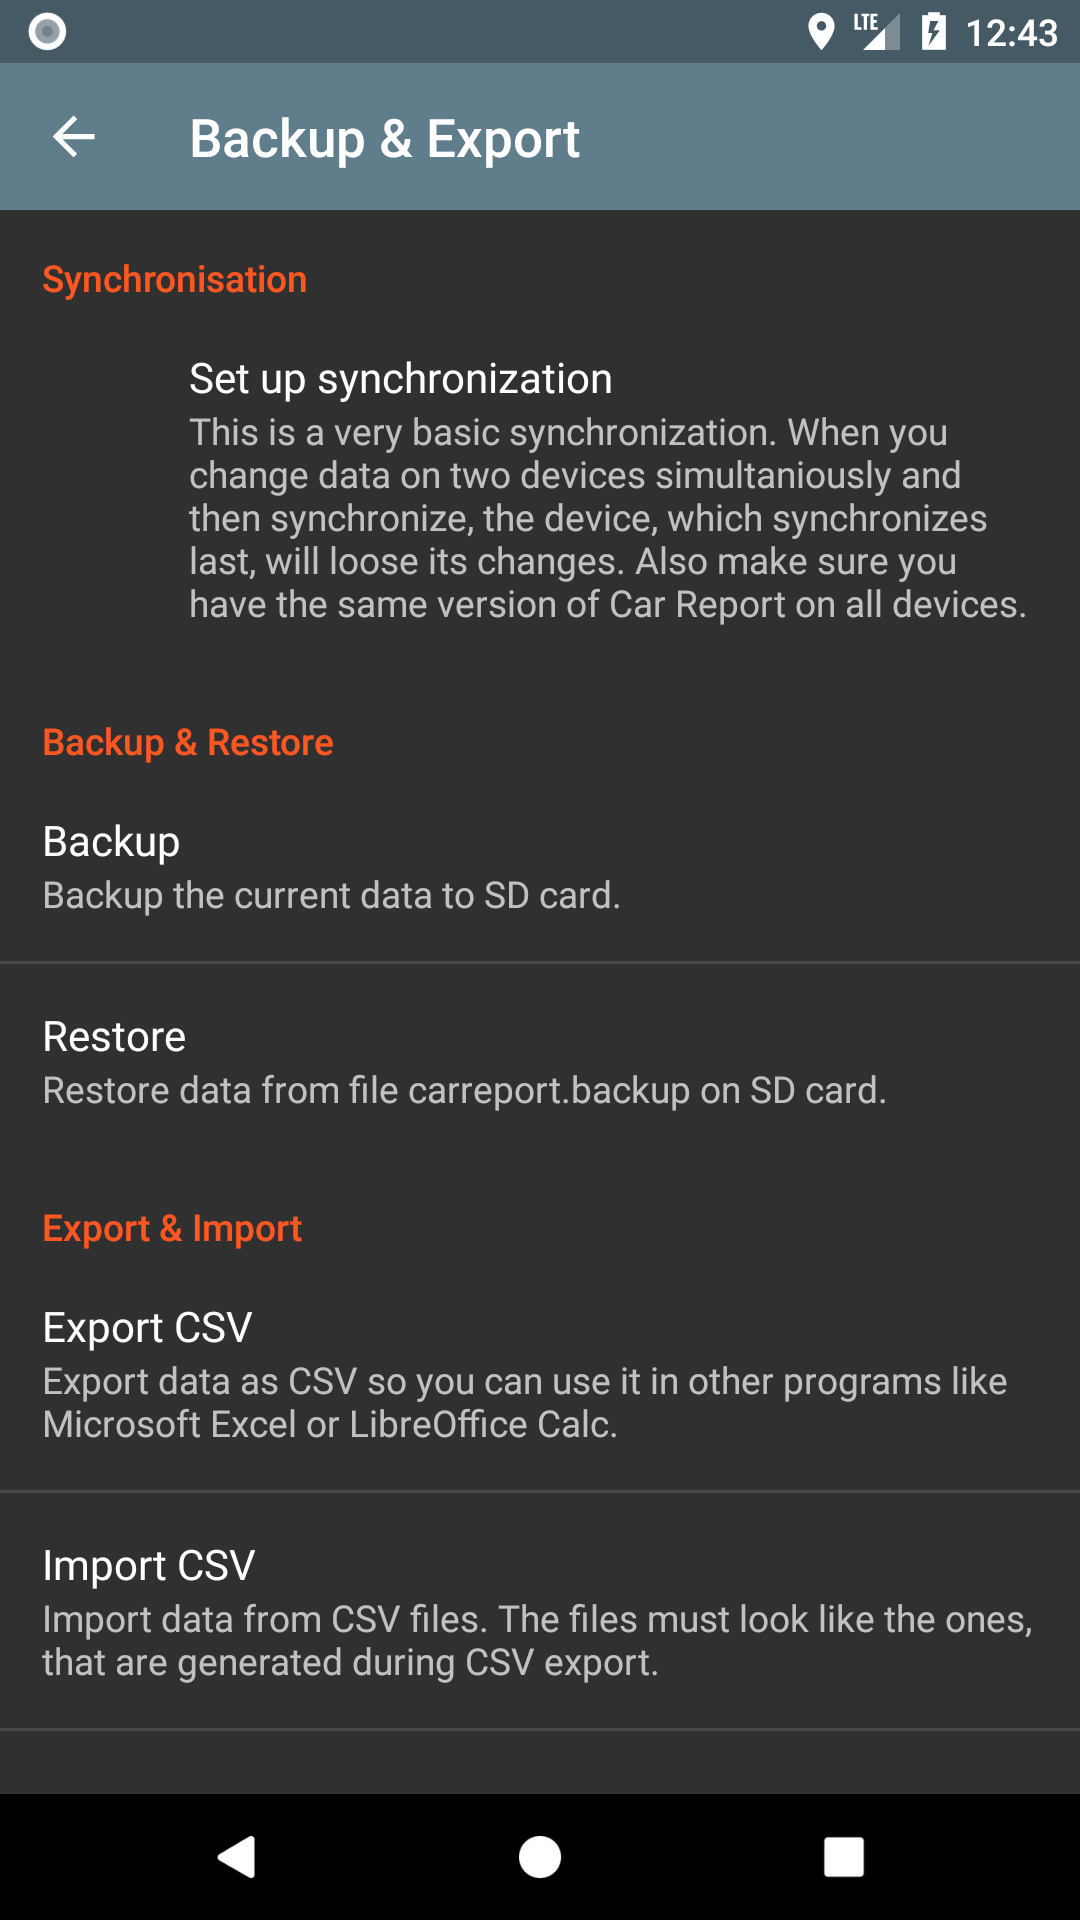 LTE 12:43
Backup & Export
Synchronisation
Set up synchronization
This is a very basic synchronization. When you
change data on two devices simultaniously and
then synchronize, the device, which synchronizes
last, will loose its changes. Also make sure you
have the same version of Car Report on all devices.
Backup & Restore
Backup
Backup the current data to SD card.
Restore
Restore data from file carreport.backup on SD card.
Export & Import
Export CSV
Export data as CSV so you can use it in other programs like
Microsoft Excel or LibreOffice Calc.
Import CSV
Import data from CSV files. The files must look like the ones,
that are generated during CSV export.